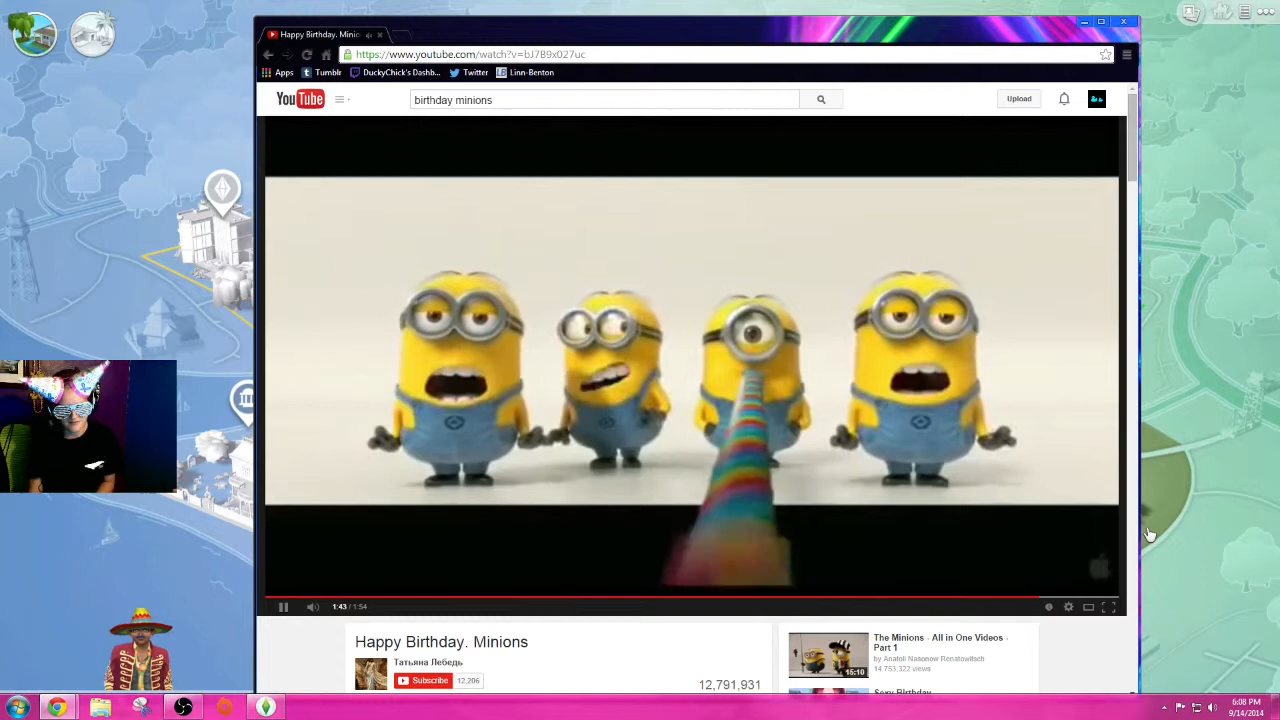 Happy Birthday. Minio
https://www.youtube.com/watch?v=bJ7B9x027uc
Apps
Tumblr
DuckyChick's Dashb...
Twitter
Linn-Benton
YouTube
birthday minions
Upload
1:43 / 1:54
Happy Birthday. Minions
Татьяна Лебедь
Subscribe
12,206
12,791,931
The Minions - All in One Videos -
Part 1
by Anatoli Nasonow Renatowitsch
14,753,322 views
15:10
6:08 PM
9/14/2014